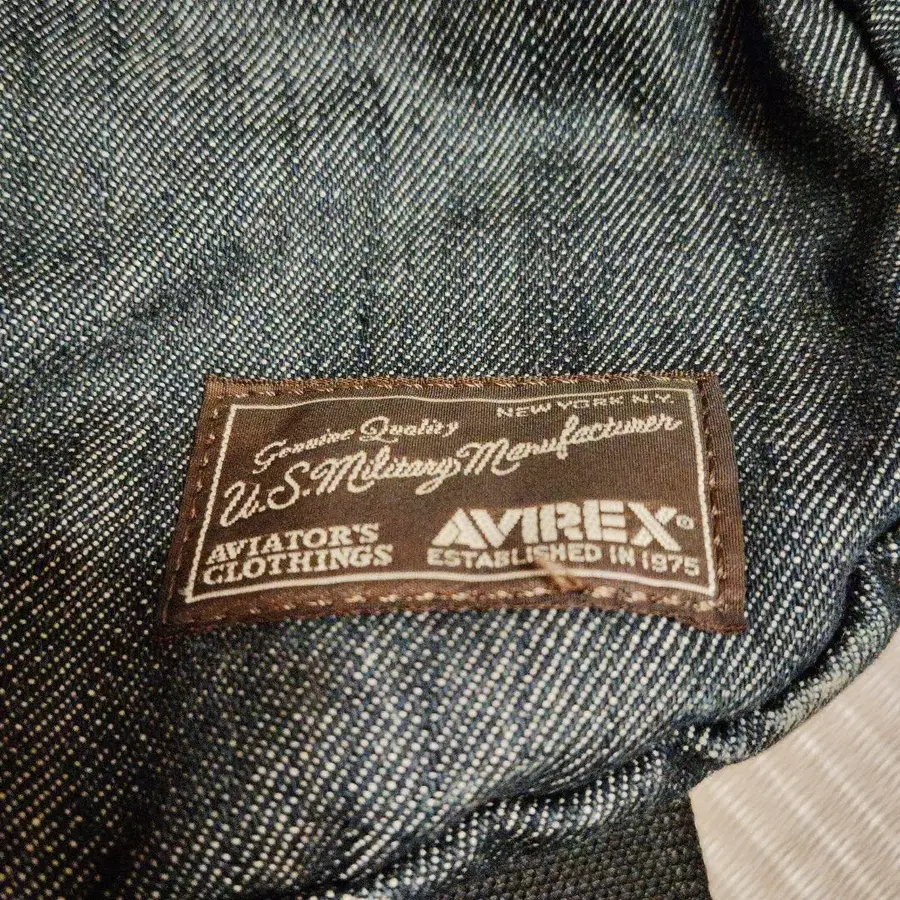 NEW YORK N.Y.
Genuine Quality
U.S. Military Manufacturer
AVIATOR'S
CLOTHINGS
AVIREX®
ESTABLISHED IN 1975